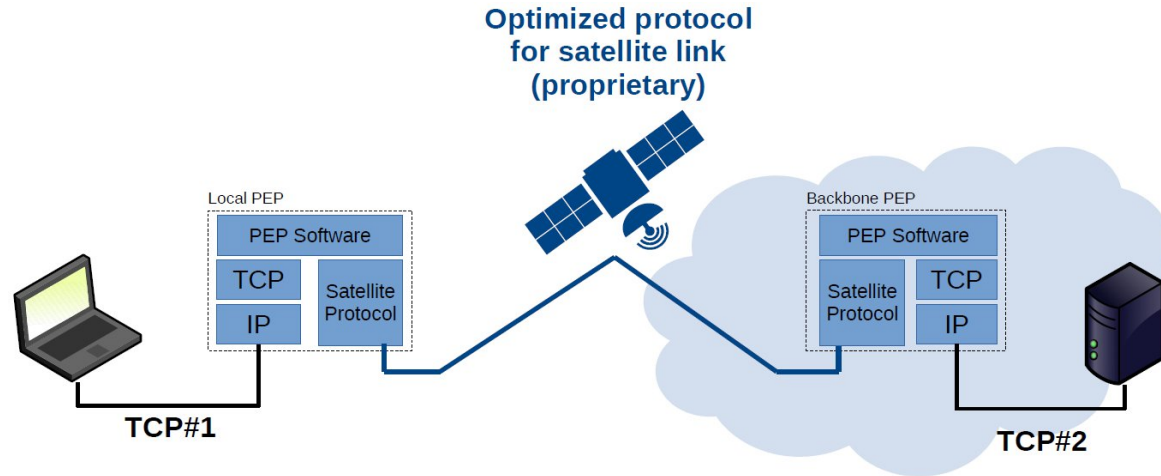 Optimized protocol
for satellite link
(proprietary)
Local PEP
PEP Software
TCP
IP
Satellite
Protocol
TCP#1
Backbone PEP
PEP Software
Satellite
Protocol
TCP
IP
TCP#2